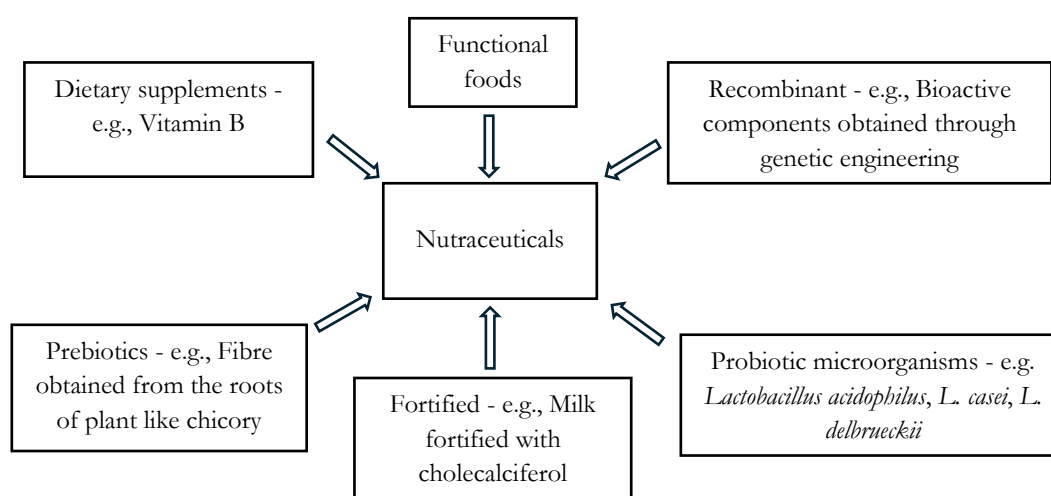 Functional
foods
Dietary supplements -
e.g., Vitamin B
Recombinant - e.g., Bioactive
components obtained through
genetic engineering
Nutraceuticals
Prebiotics - e.g., Fibre
obtained from the roots
of plant like chicory
Fortified - e.g., Milk
fortified with
cholecalciferol
Probiotic microorganisms - e.g.
Lactobacillus acidophilus, L. casei, L.
delbrueckii